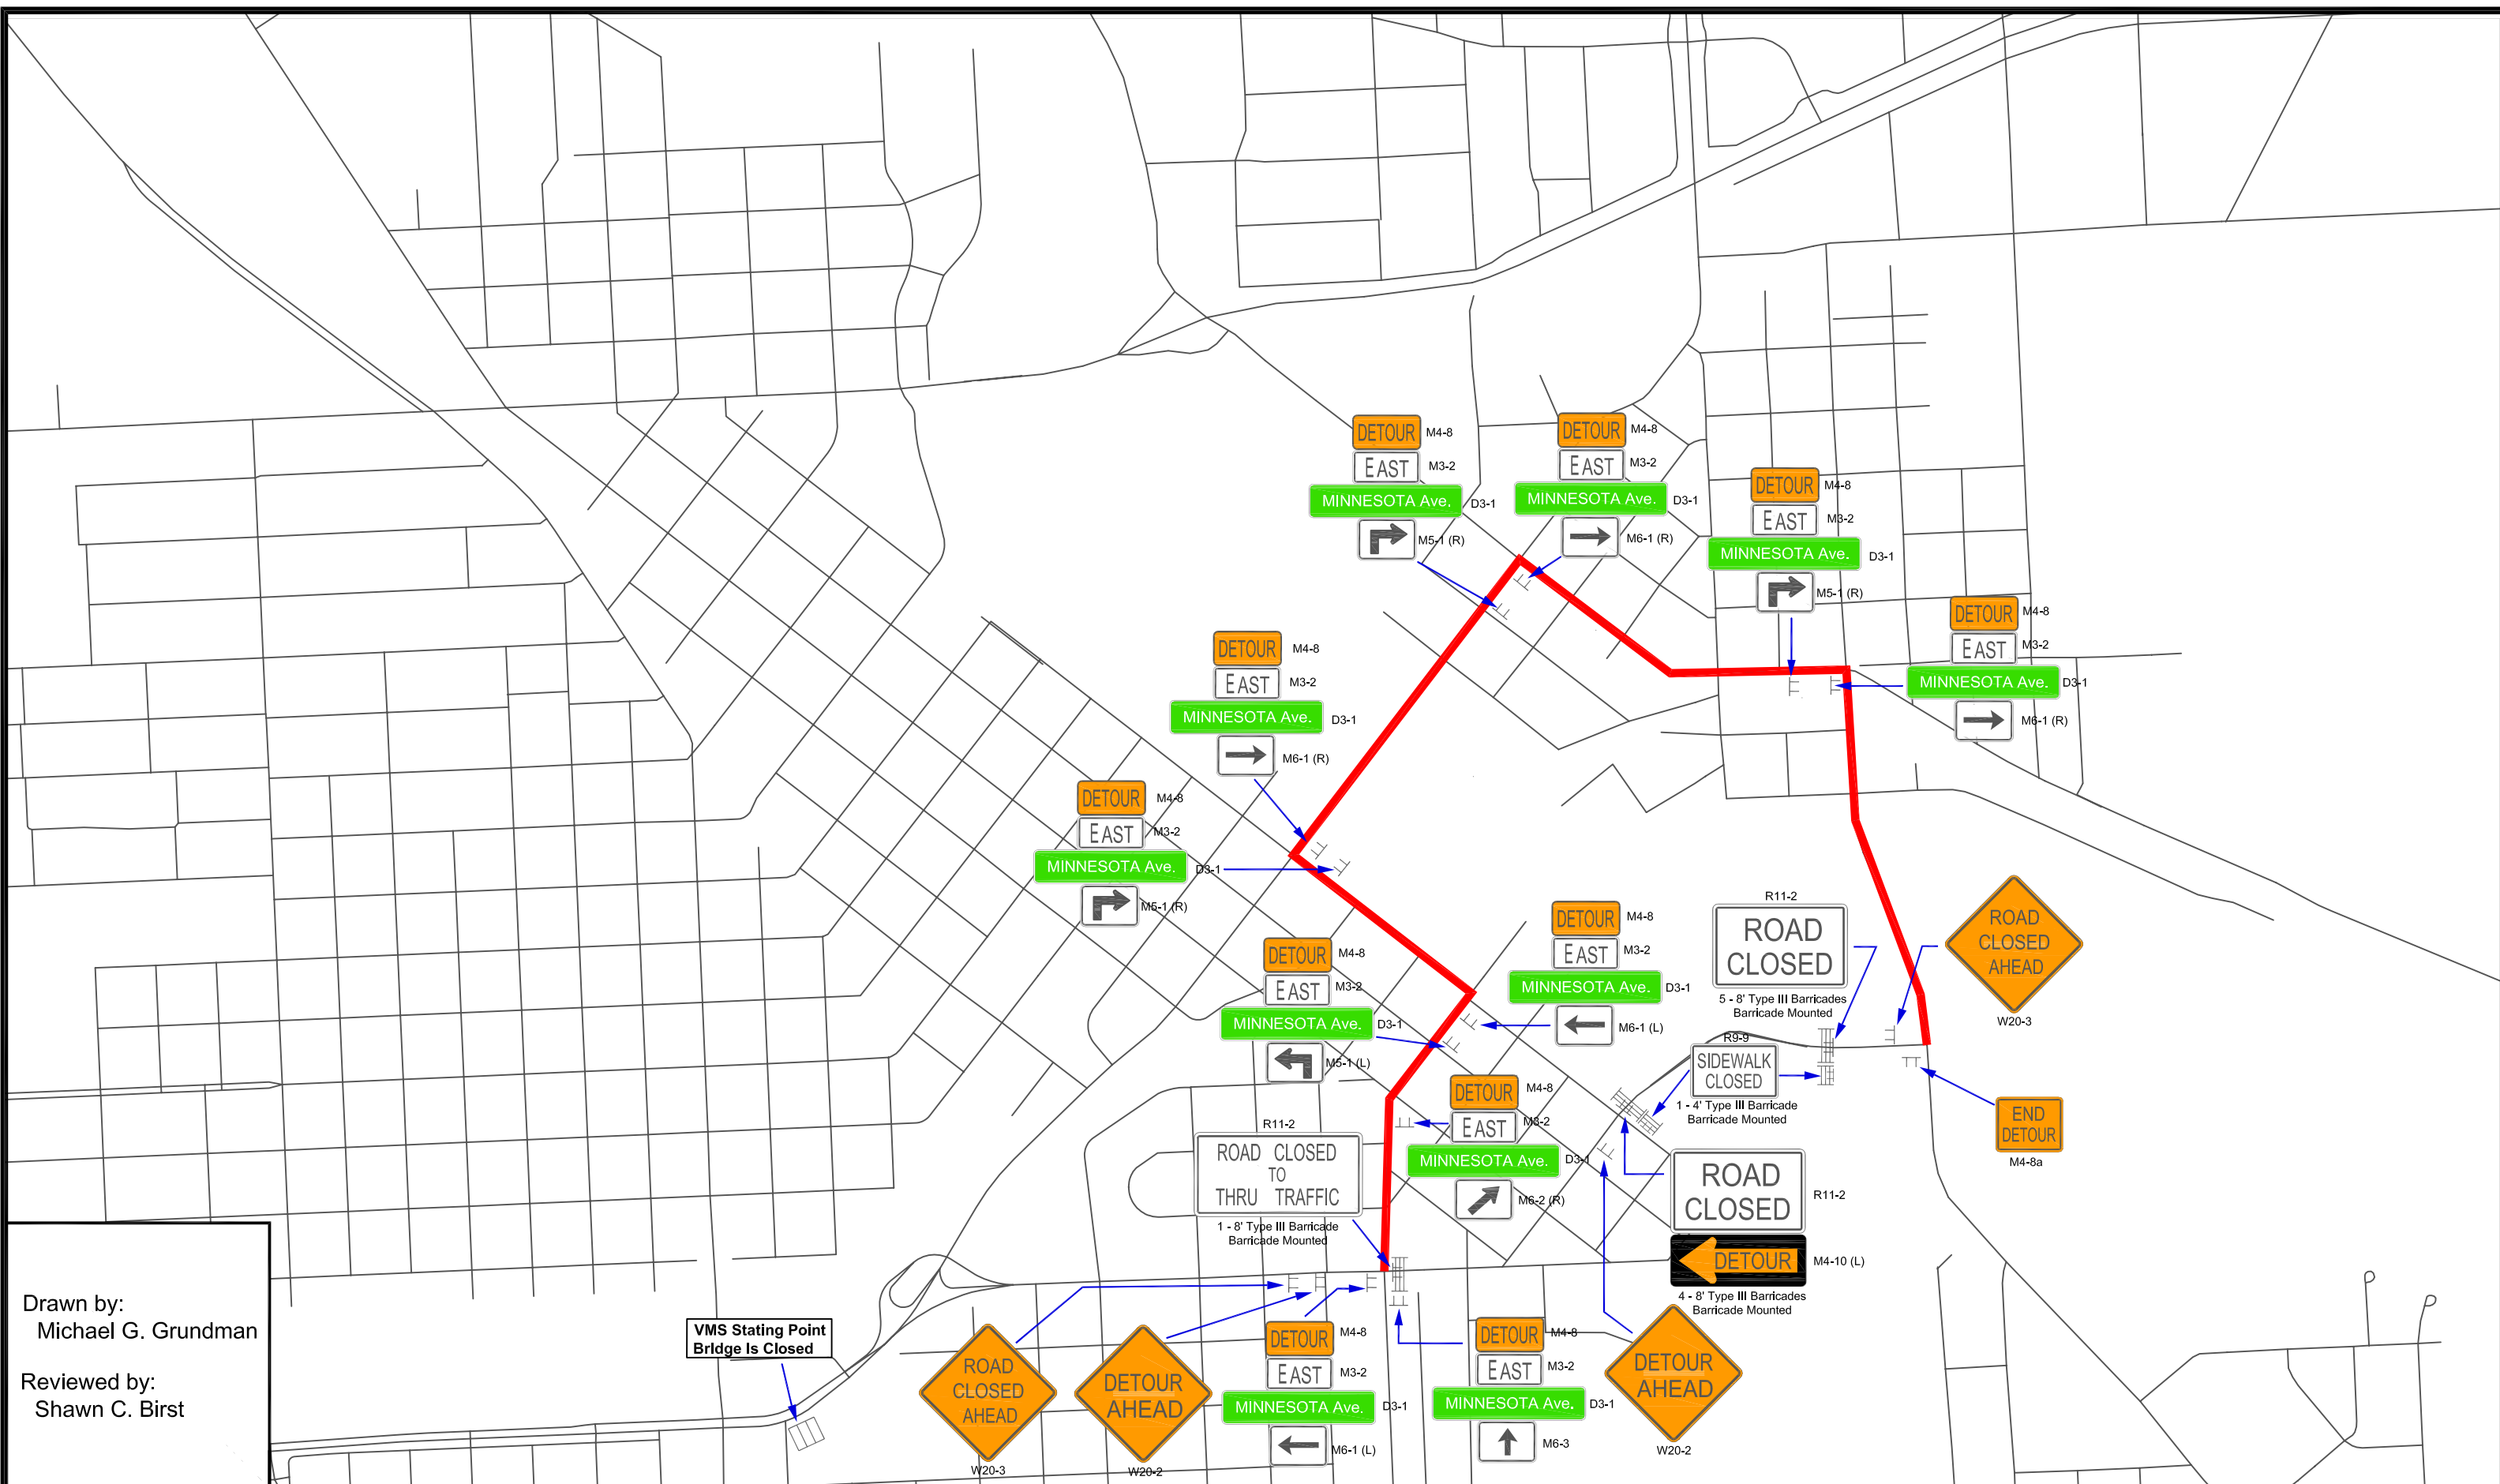 DETOUR M4-8
EAST M3-2
MINNESOTA Ave. D3-1
M5-1 (R)
DETOUR M4-8
EAST M3-2
MINNESOTA Ave. D3-1
M6-1 (R)
DETOUR M4-8
EAST M3-2
MINNESOTA Ave. D3-1
M5-1 (R)
DETOUR M4-8
EAST M3-2
MINNESOTA Ave. D3-1
M6-1 (R)
DETOUR M4-8
EAST M3-2
MINNESOTA Ave. D3-1
M6-1 (R)
DETOUR M4-8
EAST M3-2
MINNESOTA Ave. D3-1
M5-1 (R)
DETOUR M4-8
EAST M3-2
MINNESOTA Ave. D3-1
M6-1 (L)
DETOUR M4-8
EAST M3-2
MINNESOTA Ave. D3-1
M5-1 (L)
R11-2
ROAD
CLOSED
5 - 8' Type III Barricades
Barricade Mounted
ROAD
CLOSED
AHEAD
W20-3
R9-9
SIDEWALK
CLOSED
1 - 4' Type III Barricade
Barricade Mounted
END
DETOUR
M4-8a
DETOUR M4-8
EAST M3-2
MINNESOTA Ave. D3-1
M6-2 (R)
R11-2
ROAD CLOSED
TO
THRU TRAFFIC
1 - 8' Type III Barricade
Barricade Mounted
ROAD
CLOSED
R11-2
DETOUR M4-10 (L)
4 - 8' Type III Barricades
Barricade Mounted
Drawn by:
Michael G. Grundman
Reviewed by:
Shawn C. Birst
VMS Stating Point
Bridge Is Closed
ROAD
CLOSED
AHEAD
W20-3
DETOUR
AHEAD
W20-2
DETOUR M4-8
EAST M3-2
MINNESOTA Ave. D3-1
M6-1 (L)
DETOUR M4-8
EAST M3-2
MINNESOTA Ave. D3-1
M6-3
DETOUR
AHEAD
W20-2